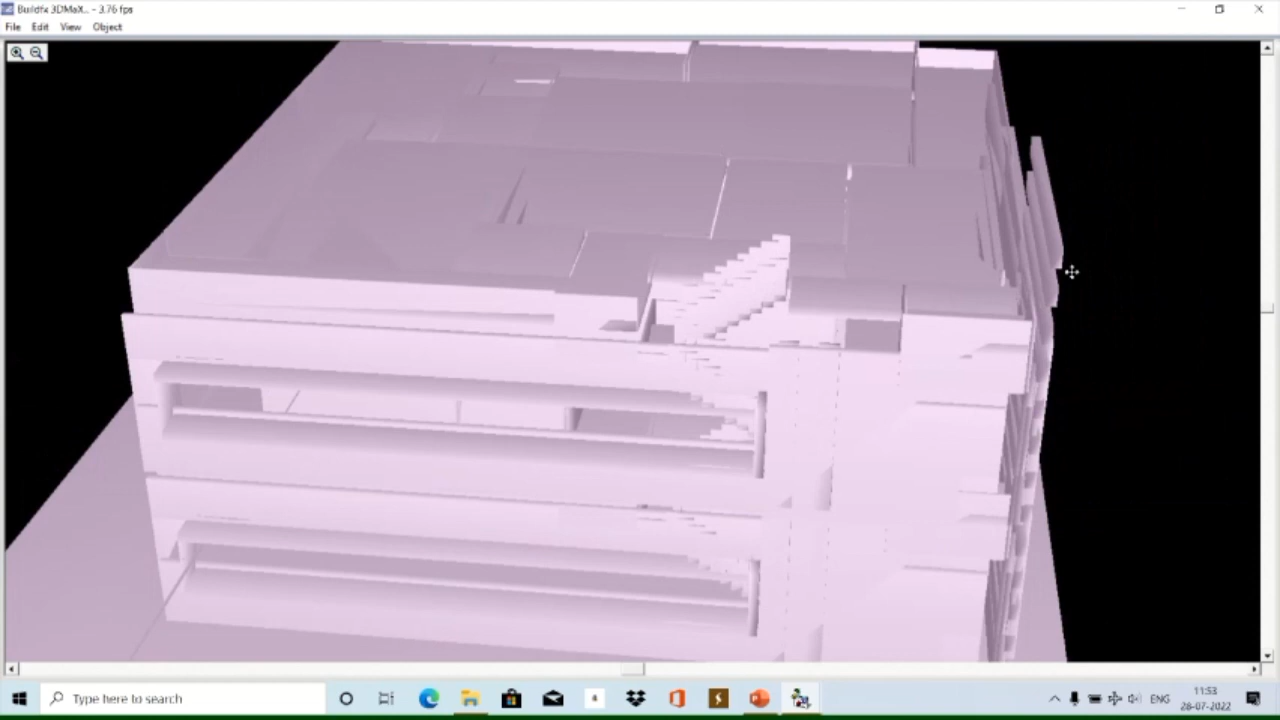 Buildfx 3DMaX.. - 3.76 fps
File Edit View Object
Type here to search
ENG
11:53
28-07-2022